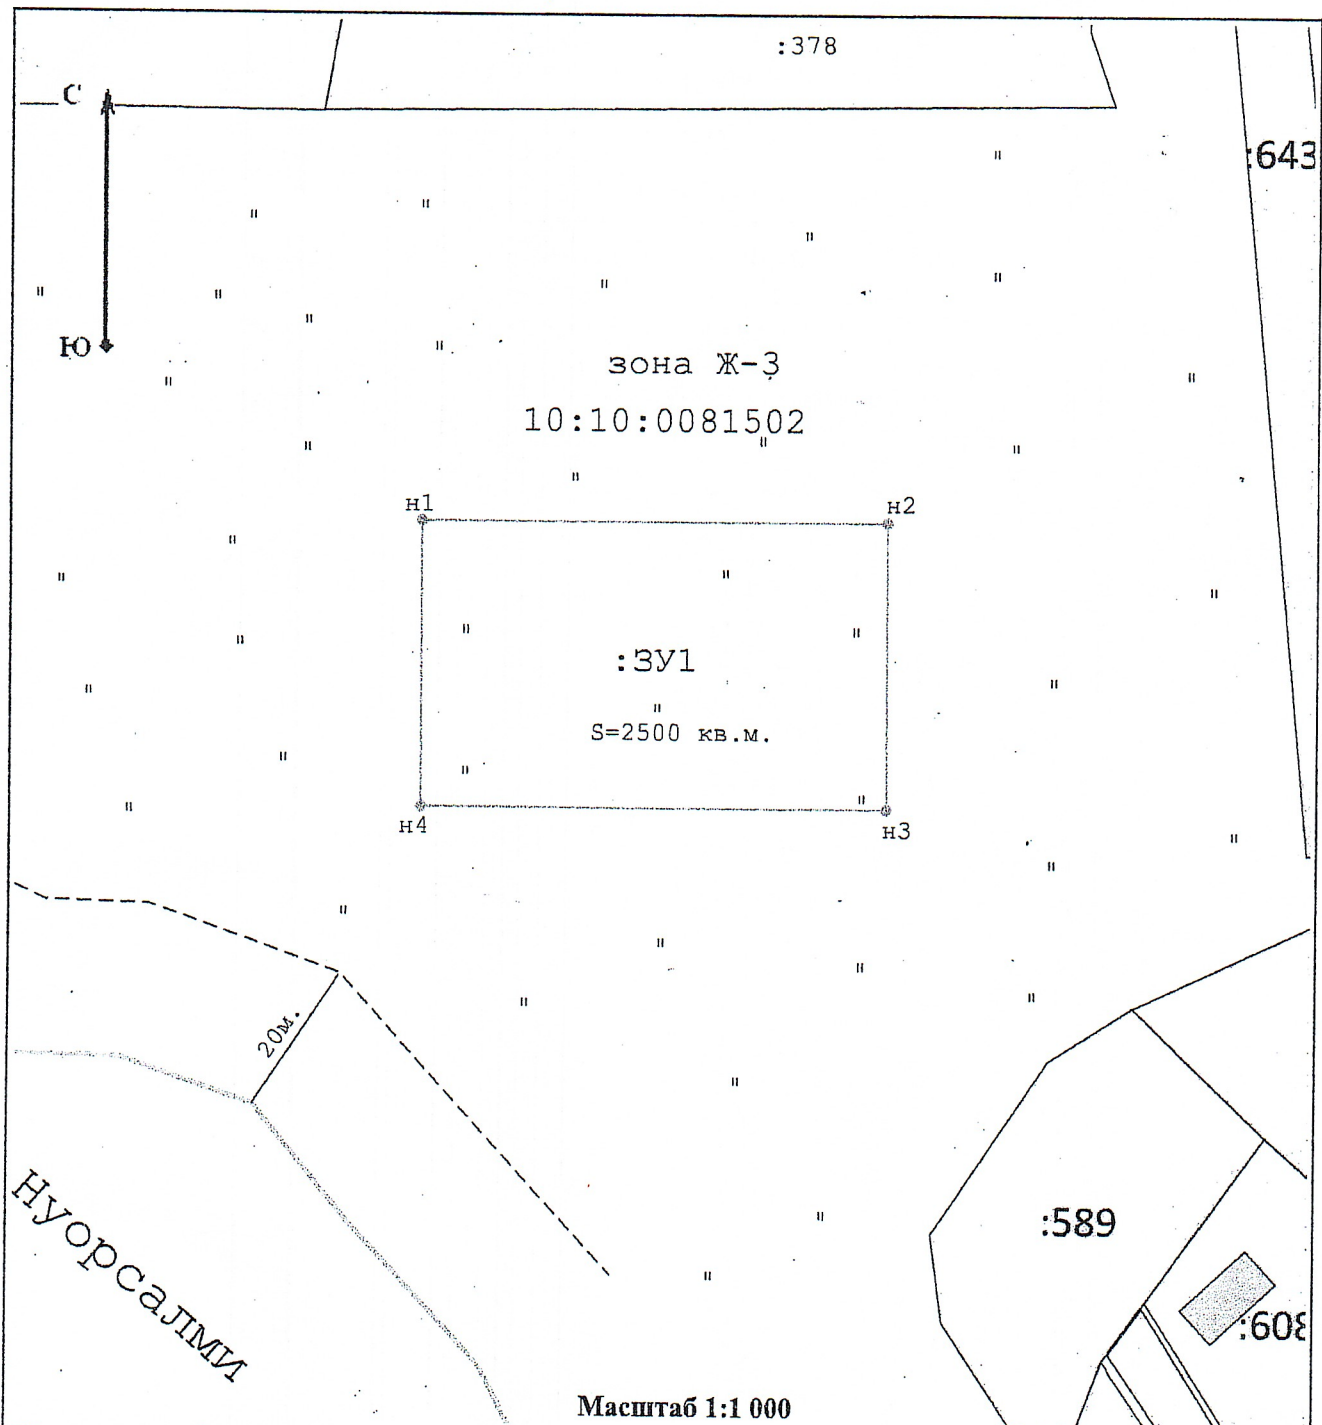 :378
С
:643
Ю
зона Ж-3
10:10:0081502
н1
н2
:ЗУ1
S=2500 кв.м.
н4
н3
20м.
Нуорсалми
:589
:608
Масштаб 1:1 000